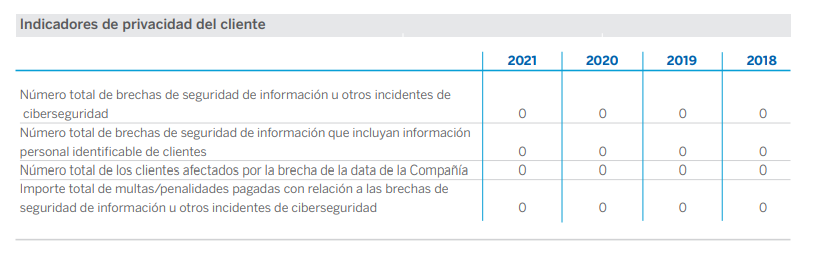 Indicadores de privacidad del cliente
2021 2020 2019 2018
Número total de brechas de seguridad de información u otros incidentes de
ciberseguridad 0 0 0 0
Número total de brechas de seguridad de información que incluyan información
personal identificable de clientes 0 0 0 0
Número total de los clientes afectados por la brecha de la data de la Compañía 0 0 0 0
Importe total de multas/penalidades pagadas con relación a las brechas de
seguridad de información u otros incidentes de ciberseguridad 0 0 0 0